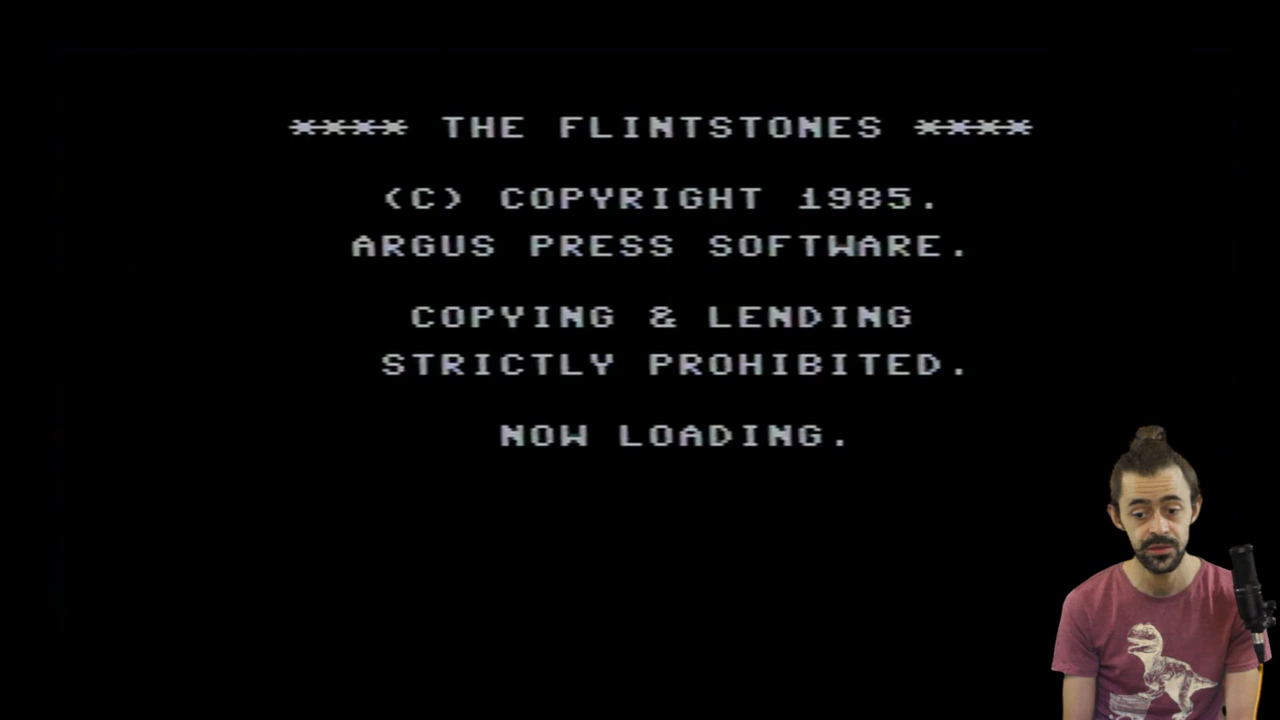 **** THE FLINTSTONES ****
(C) COPYRIGHT 1985.
ARGUS PRESS SOFTWARE.
COPYING & LENDING
STRICTLY PROHIBITED.
NOW LOADING.